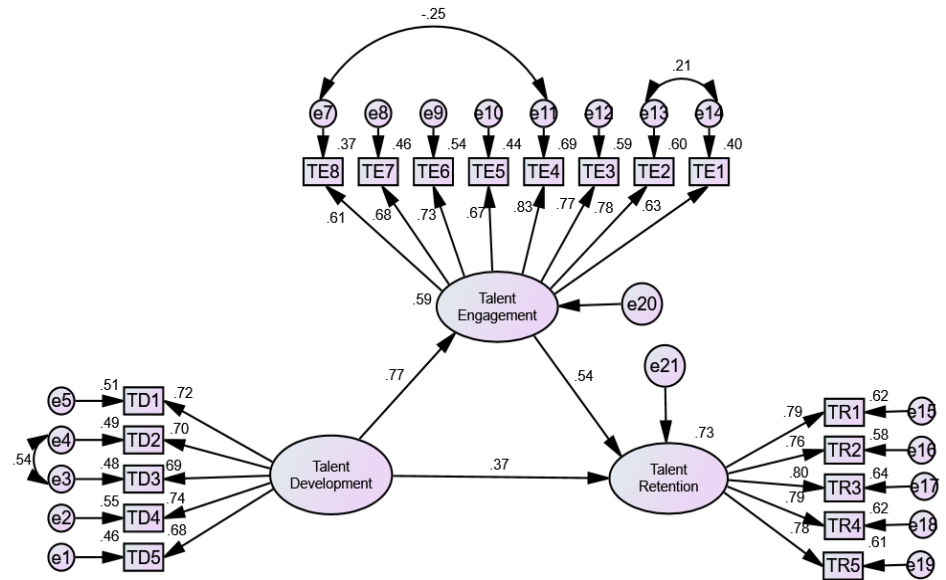 -.25
.21
e7 e8 e9 e10 e11 e12 e13 e14
.37 .46 .54 .44 .69 .59 .60 .40
TE8 TE7 TE6 TE5 TE4 TE3 TE2 TE1
.61 .68 .73 .67 .83 .77 .78 .63
.59
Talent
Engagement
e20
e21
.77
.54
.51
e5 TD1 .72
.49
e4 TD2 .70
.54
.48
e3 TD3 .69
.55
e2 TD4 .74
.46
e1 TD5 .68
Talent
Development
.37
.73
Talent
Retention
.79 TR1 .62 e15
.76 TR2 .58 e16
.80 TR3 .64 e17
.79 TR4 .62 e18
.78 TR5 .61 e19